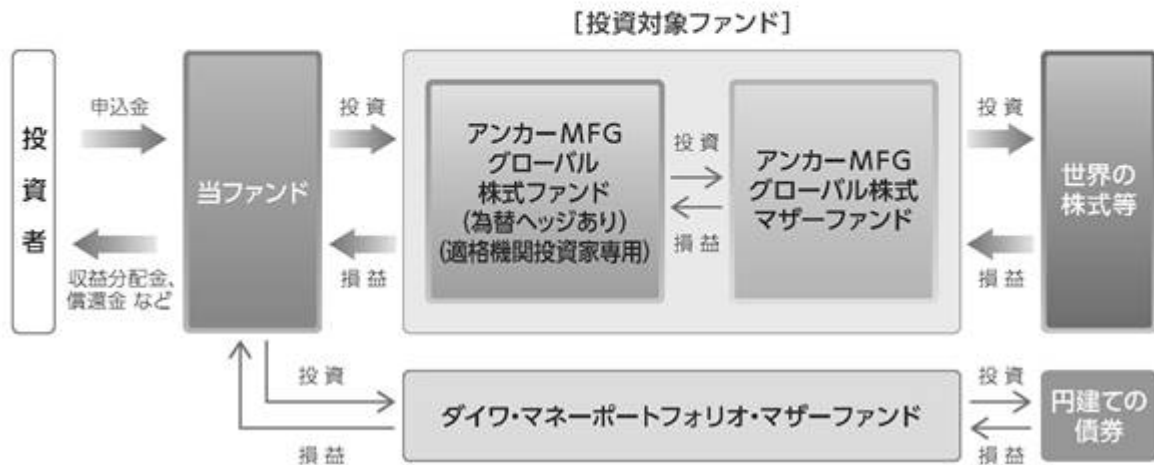 [投資対象ファンド]
投資者
申込金
収益分配金、
償還金 など
当ファンド
投資
損益
アンカーMFG
グローバル
株式ファンド
(為替ヘッジあり)
(適格機関投資家専用)
投資
損益
アンカーMFG
グローバル株式
マザーファンド
投資
損益
世界の
株式等
投資
損益
ダイワ・マネーポートフォリオ・マザーファンド
投資
損益
円建ての
債券